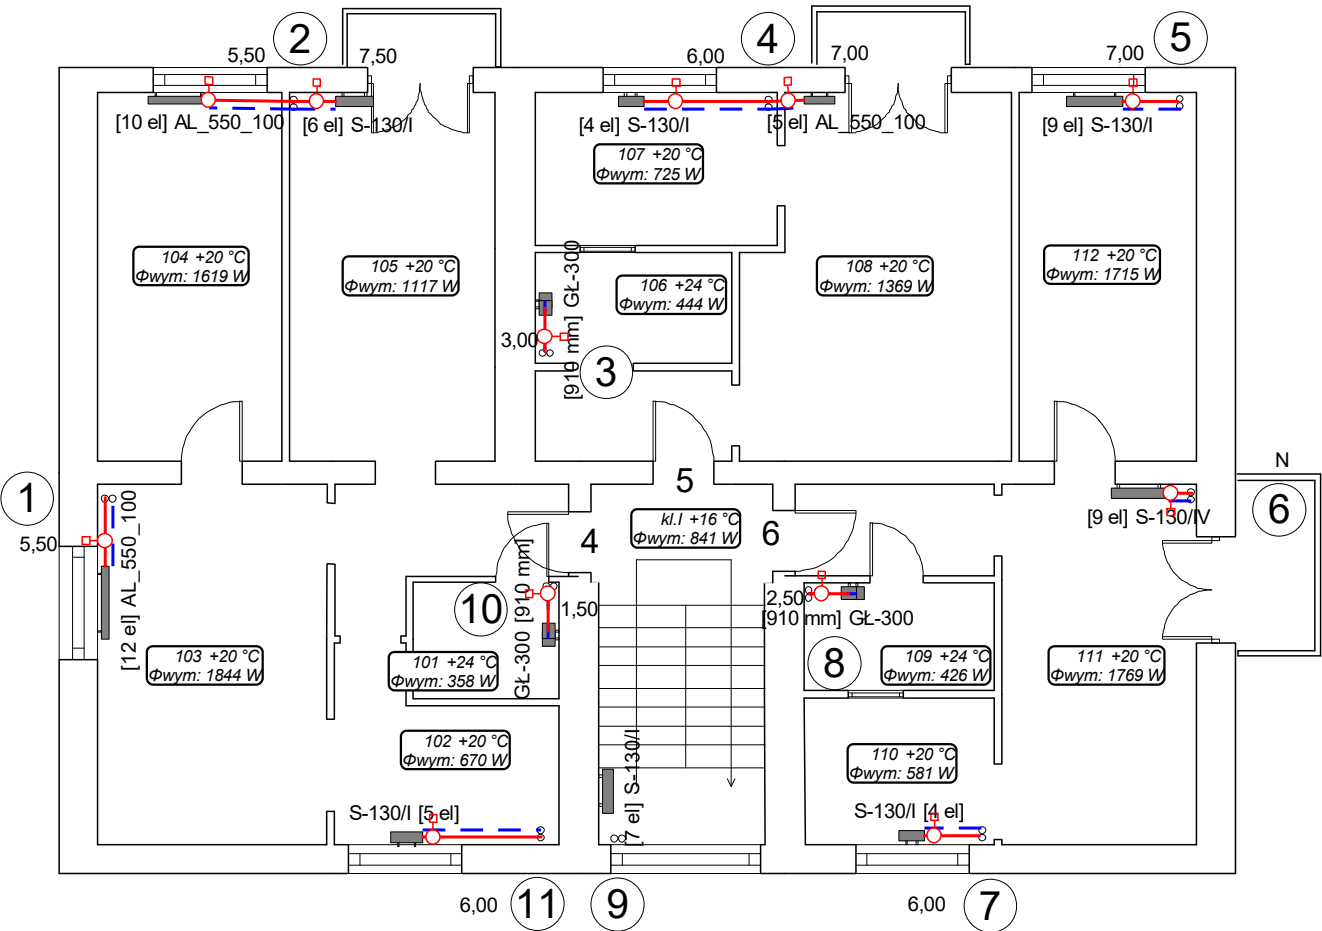 2
4
5
5,50
7,50
6,00
7,00
7,00
[10 el] AL_550_100
[6 el] S-130/I
[4 el] S-130/I
[5 el] AL_550_100
[9 el] S-130/I
107 +20 °C
Φwym: 725 W
104 +20 °C
Φwym: 1619 W
105 +20 °C
Φwym: 1117 W
106 +24 °C
Φwym: 444 W
108 +20 °C
Φwym: 1369 W
112 +20 °C
Φwym: 1715 W
[910 mm] GŁ-300
3,00
3
1
5,50
[12 el] AL_550_100
5
4
6
kl.I +16 °C
Φwym: 841 W
[9 el] S-130/IV
N
6
10
GŁ-300 [910 mm]
1,50
2,50
[910 mm] GŁ-300
8
103 +20 °C
Φwym: 1844 W
101 +24 °C
Φwym: 358 W
109 +24 °C
Φwym: 426 W
111 +20 °C
Φwym: 1769 W
102 +20 °C
Φwym: 670 W
110 +20 °C
Φwym: 581 W
[7 el] S-130/I
S-130/I [5 el]
S-130/I [4 el]
6,00
11
9
6,00
7